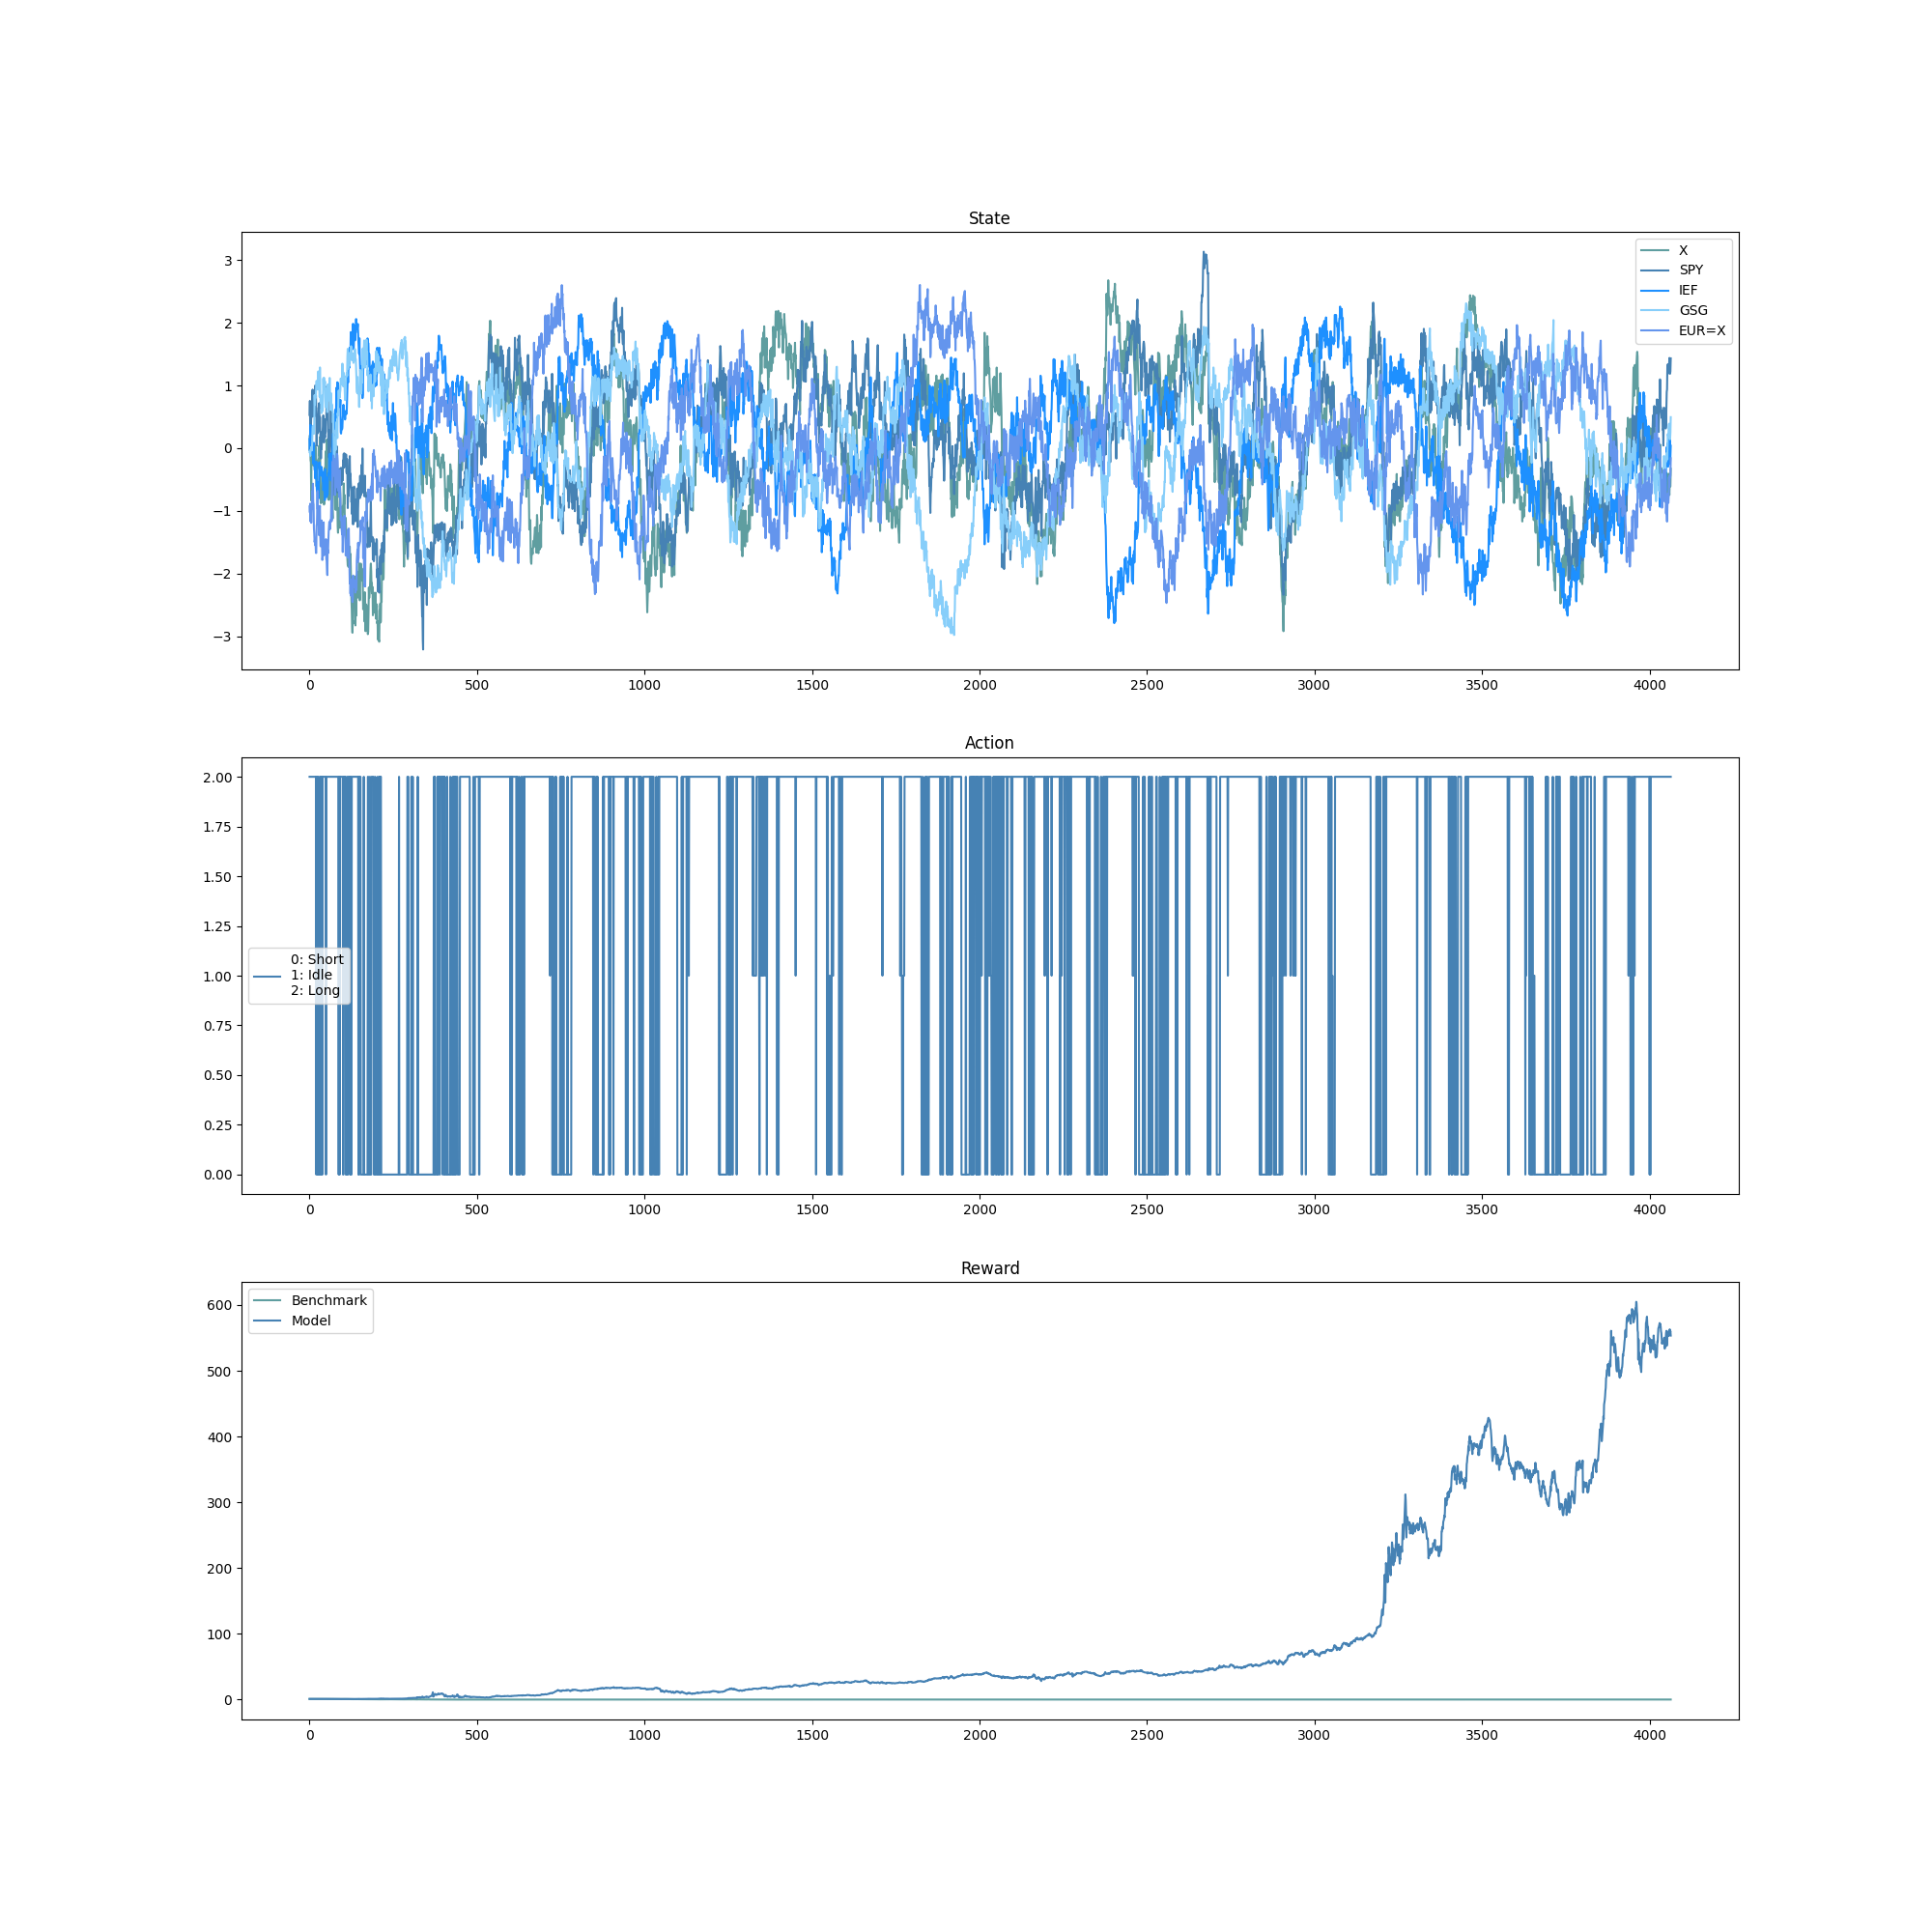 State
3
2
1
0
−1
−2
−3
X
SPY
IEF
GSG
EUR=X
0 500 1000 1500 2000 2500 3000 3500 4000
Action
2.00
1.75
1.50
1.25
1.00
0.75
0.50
0.25
0.00
0: Short
1: Idle
2: Long
0 500 1000 1500 2000 2500 3000 3500 4000
Reward
600
500
400
300
200
100
0
Benchmark
Model
0 500 1000 1500 2000 2500 3000 3500 4000